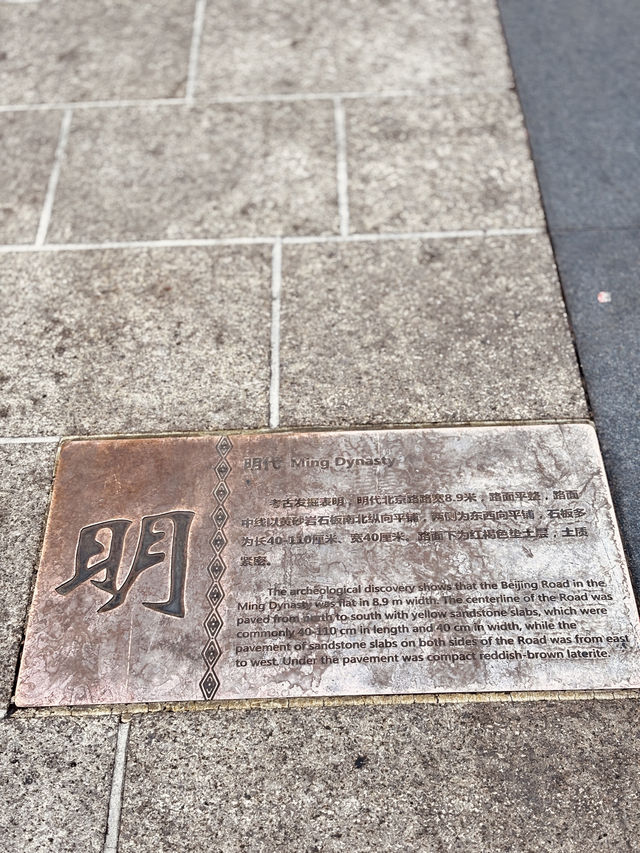 明
明代 Ming Dynasty
考古发掘表明，明代北京路路宽8.9米，路面平整，路面
中线以黄砂岩石板南北纵向平铺，两侧为东西向平铺，石板多
为长40-110厘米、宽40厘米。路面下为红褐色垫土层，土质
紧密。
The archeological discovery shows that the Beijing Road in the
Ming Dynasty was flat in 8.9 m width. The centerline of the Road was
paved from north to south with yellow sandstone slabs, which were
commonly 40-110 cm in length and 40 cm in width, while the
pavement of sandstone slabs on both sides of the Road was from east
to west. Under the pavement was compact reddish-brown laterite.